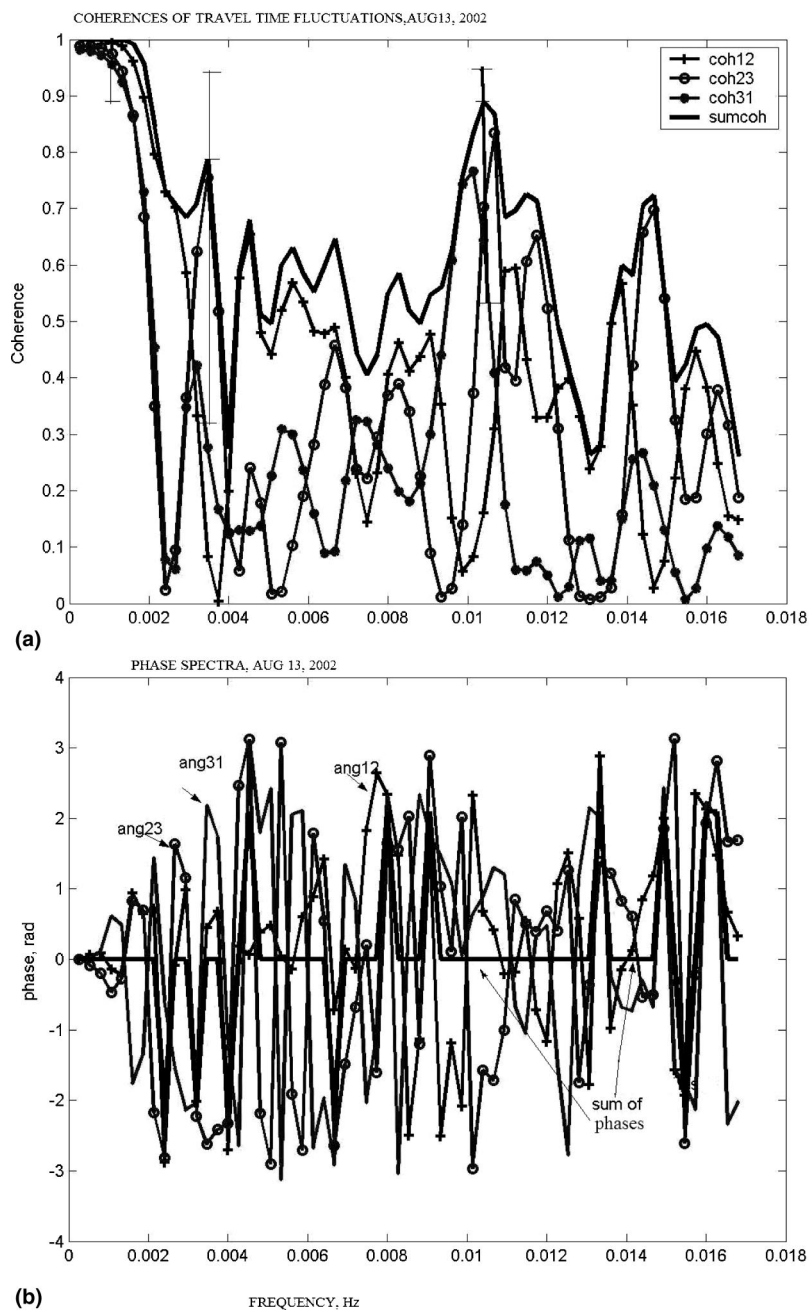 COHERENCES OF TRAVEL TIME FLUCTUATIONS,AUG13, 2002
1
0.9
0.8
0.7
0.6
0.5
0.4
0.3
0.2
0.1
0
Coherence
coh12
coh23
coh31
sumcoh
0 0.002 0.004 0.006 0.008 0.01 0.012 0.014 0.016 0.018
(a)
PHASE SPECTRA, AUG 13, 2002
4
3
2
1
0
-1
-2
-3
-4
phase, rad
ang31
ang12
ang23
sum of
phases
0 0.002 0.004 0.006 0.008 0.01 0.012 0.014 0.016 0.018
(b)
FREQUENCY, Hz